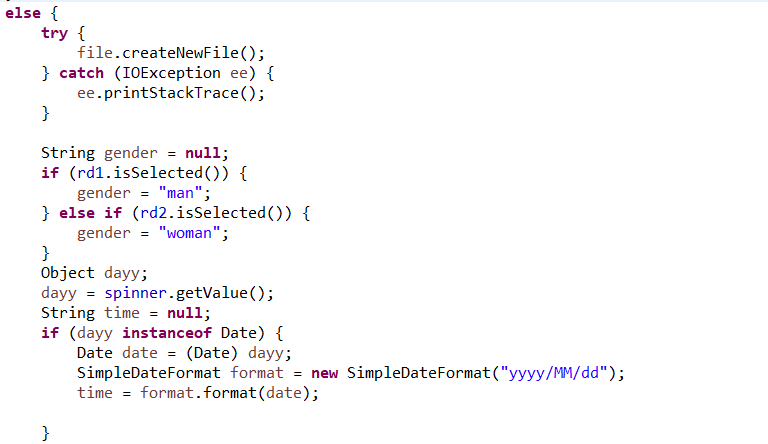 else {
try {
file.createNewFile();
} catch (IOException ee) {
ee.printStackTrace();
}
String gender = null;
if (rd1.isSelected()) {
gender = "man";
} else if (rd2.isSelected()) {
gender = "woman";
}
Object dayy;
dayy = spinner.getValue();
String time = null;
if (dayy instanceof Date) {
Date date = (Date) dayy;
SimpleDateFormat format = new SimpleDateFormat("yyyy/MM/dd");
time = format.format(date);
}